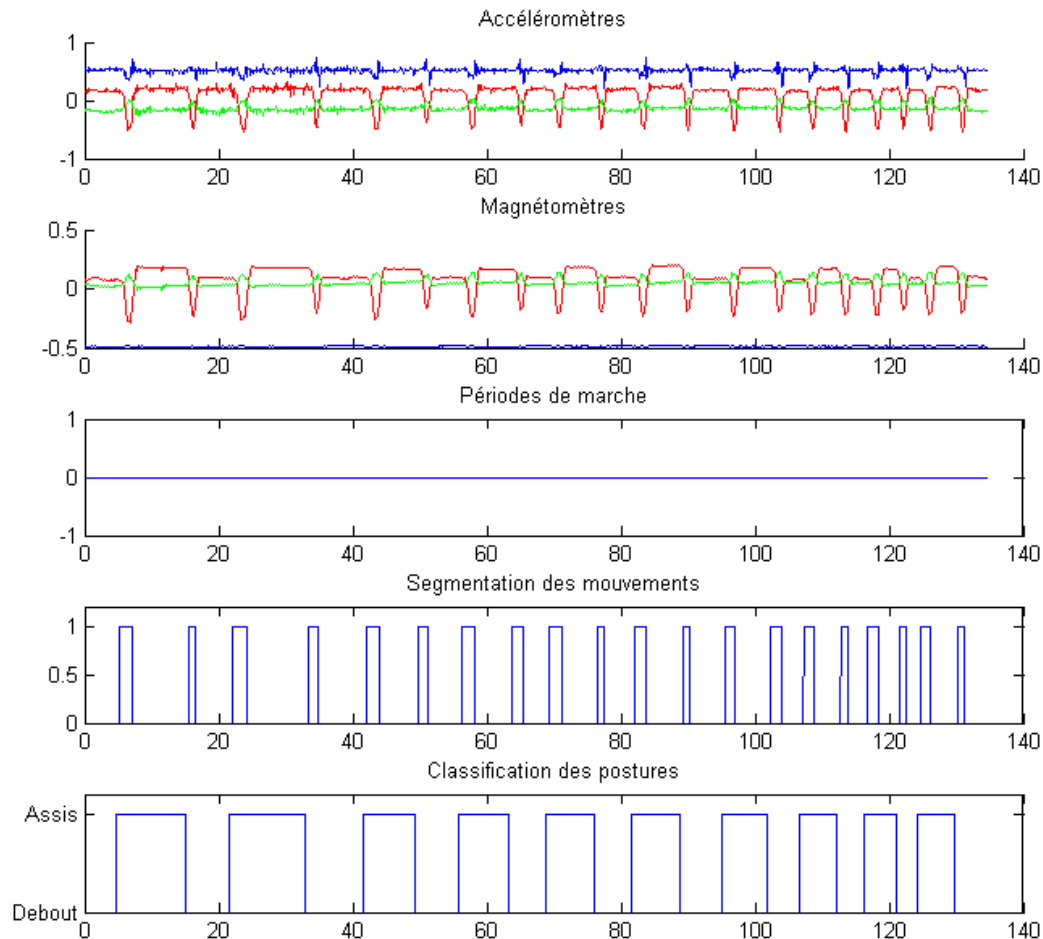 Accéléromètres
1
0
-1
0 20 40 60 80 100 120 140
Magnétomètres
0.5
0
-0.5
0 20 40 60 80 100 120 140
Périodes de marche
1
0
-1
0 20 40 60 80 100 120 140
Segmentation des mouvements
1
0.5
0
0 20 40 60 80 100 120 140
Classification des postures
Assis
Debout
0 20 40 60 80 100 120 140